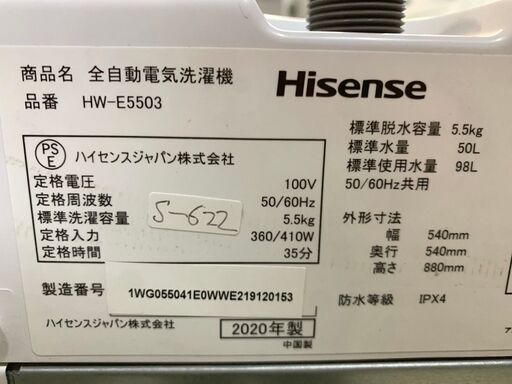 商品名 全自動電気洗濯機
品番 HW-E5503
Hisense
PS
E
ハイセンスジャパン株式会社
定格電圧 100V
定格周波数 50/60Hz
標準洗濯容量 5.5kg
定格入力 360/410W
定格時間 35分
S-622
標準脱水容量 5.5kg
標準水量 50L
標準使用水量 98L
50/60Hz共用
外形寸法
幅 540mm
奥行 540mm
高さ 880mm
防水等級 IPX4
製造番号 1WG055041E0WWE219120153
ハイセンスジャパン株式会社
2020年製
中国製
ア